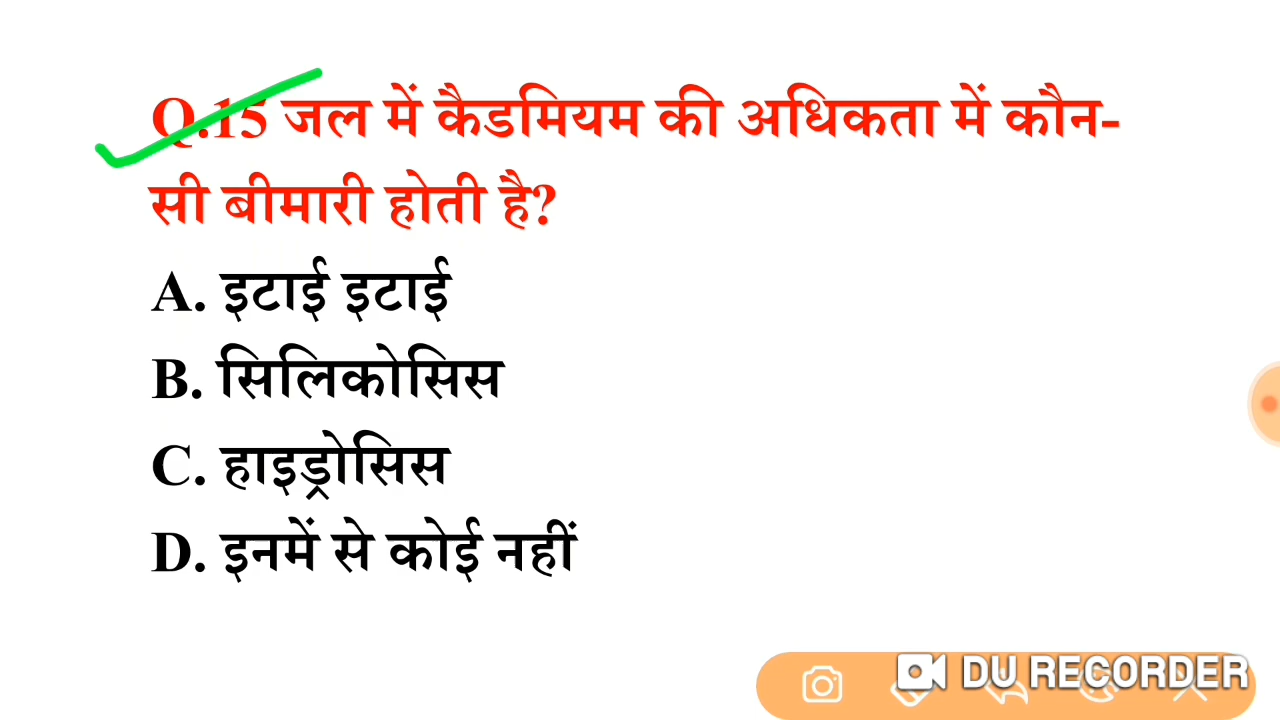 Q.15 जल में कैडमियम की अधिकता में कौन-
सी बीमारी होती है?
A. इटाई इटाई
B. सिलिकोसिस
C. हाइड्रोसिस
D. इनमें से कोई नहीं
DU RECORDER